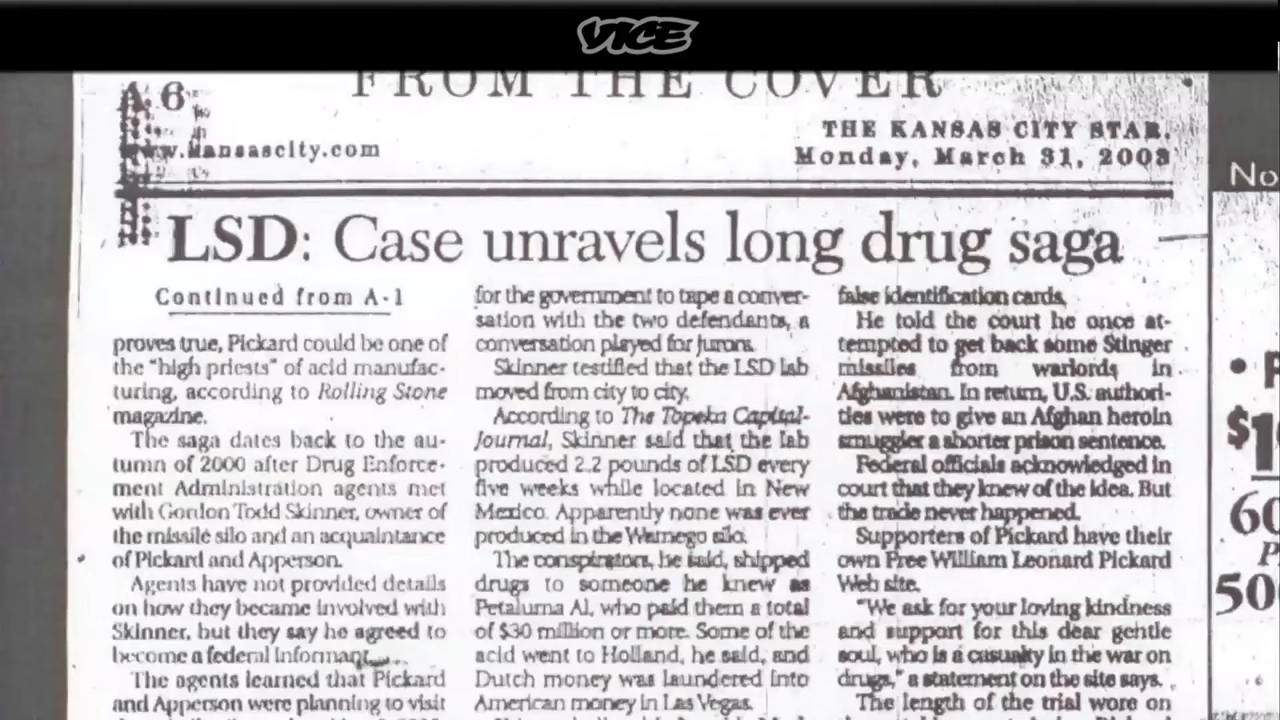 VICE
FROM THE COVER
A 6
www.kansascity.com
THE KANSAS CITY STAR.
Monday, March 31, 2003
LSD: Case unravels long drug saga
Continued from A-1
proves true, Pickard could be one of
the "high priests" of acid manufac-
turing, according to Rolling Stone
magazine.
The saga dates back to the au-
tumn of 2000 after Drug Enforce-
ment Administration agents met
with Gordon Todd Skinner, owner of
the missile silo and an acquaintance
of Pickard and Apperson.
Agents have not provided details
on how they became involved with
Skinner, but they say he agreed to
become a federal informant.
The agents learned that Pickard
and Apperson were planning to visit
for the government to tape a conver-
sation with the two defendants, a
conversation played for jurors.
Skinner testified that the LSD lab
moved from city to city.
According to The Topeka Capital-
Journal, Skinner said that the lab
produced 2.2 pounds of LSD every
five weeks while located in New
Mexico. Apparently none was ever
produced in the Wamego silo.
The conspirators, he said, shipped
drugs to someone he knew as
Petaluma Al, who paid them a total
of $30 million or more. Some of the
acid went to Holland, he said, and
Dutch money was laundered into
American money in Las Vegas.
false identification cards.
He told the court he once at-
tempted to get back some Stinger
missiles from warlords in
Afghanistan. In return, U.S. authori-
ties were to give an Afghan heroin
smuggler a shorter prison sentence.
Federal officials acknowledged in
court that they knew of the idea. But
the trade never happened.
Supporters of Pickard have their
own Free William Leonard Pickard
Web site.
"We ask for your loving kindness
and support for this dear gentle
soul, who is a casualty in the war on
drugs," a statement on the site says.
The length of the trial wore on
No
$1
60
50